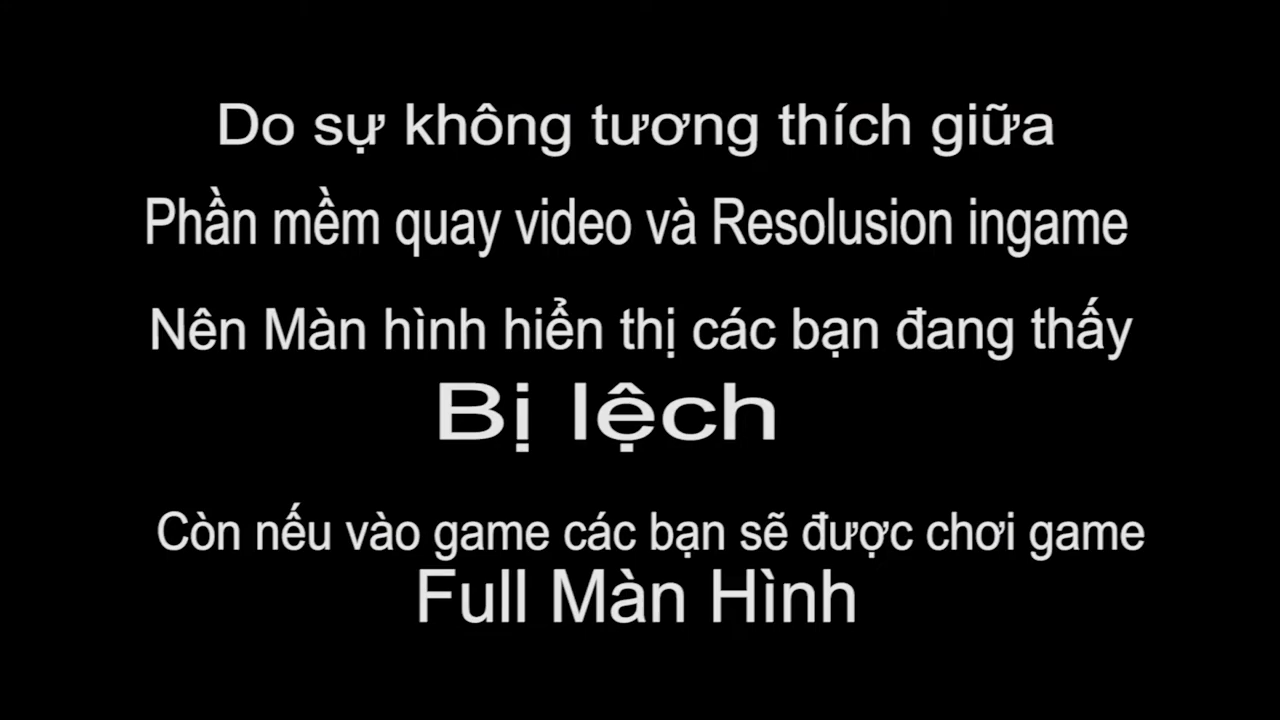 Do sự không tương thích giữa
Phần mềm quay video và Resolusion ingame
Nên Màn hình hiển thị các bạn đang thấy
Bị lệch
Còn nếu vào game các bạn sẽ được chơi game
Full Màn Hình